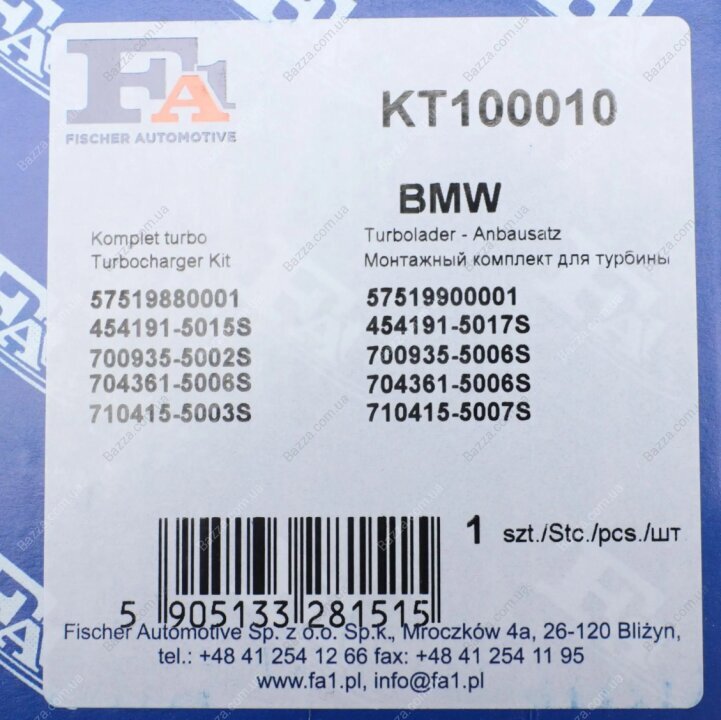 FA1
FISCHER AUTOMOTIVE
KT100010
BMW
Komplet turbo
Turbocharger Kit
Turbolader - Anbausatz
Монтажный комплект для турбины
57519880001
454191-5015S
700935-5002S
704361-5006S
710415-5003S
57519900001
454191-5017S
700935-5006S
704361-5006S
710415-5007S
1 szt./Stc./pcs./шт
5 905133 281515
Fischer Automotive Sp. z o.o. Sp.k., Mroczków 4a, 26-120 Bliżyn,
tel.: +48 41 254 12 66 fax: +48 41 254 11 95
www.fa1.pl, info@fa1.pl
Bazza.com.ua